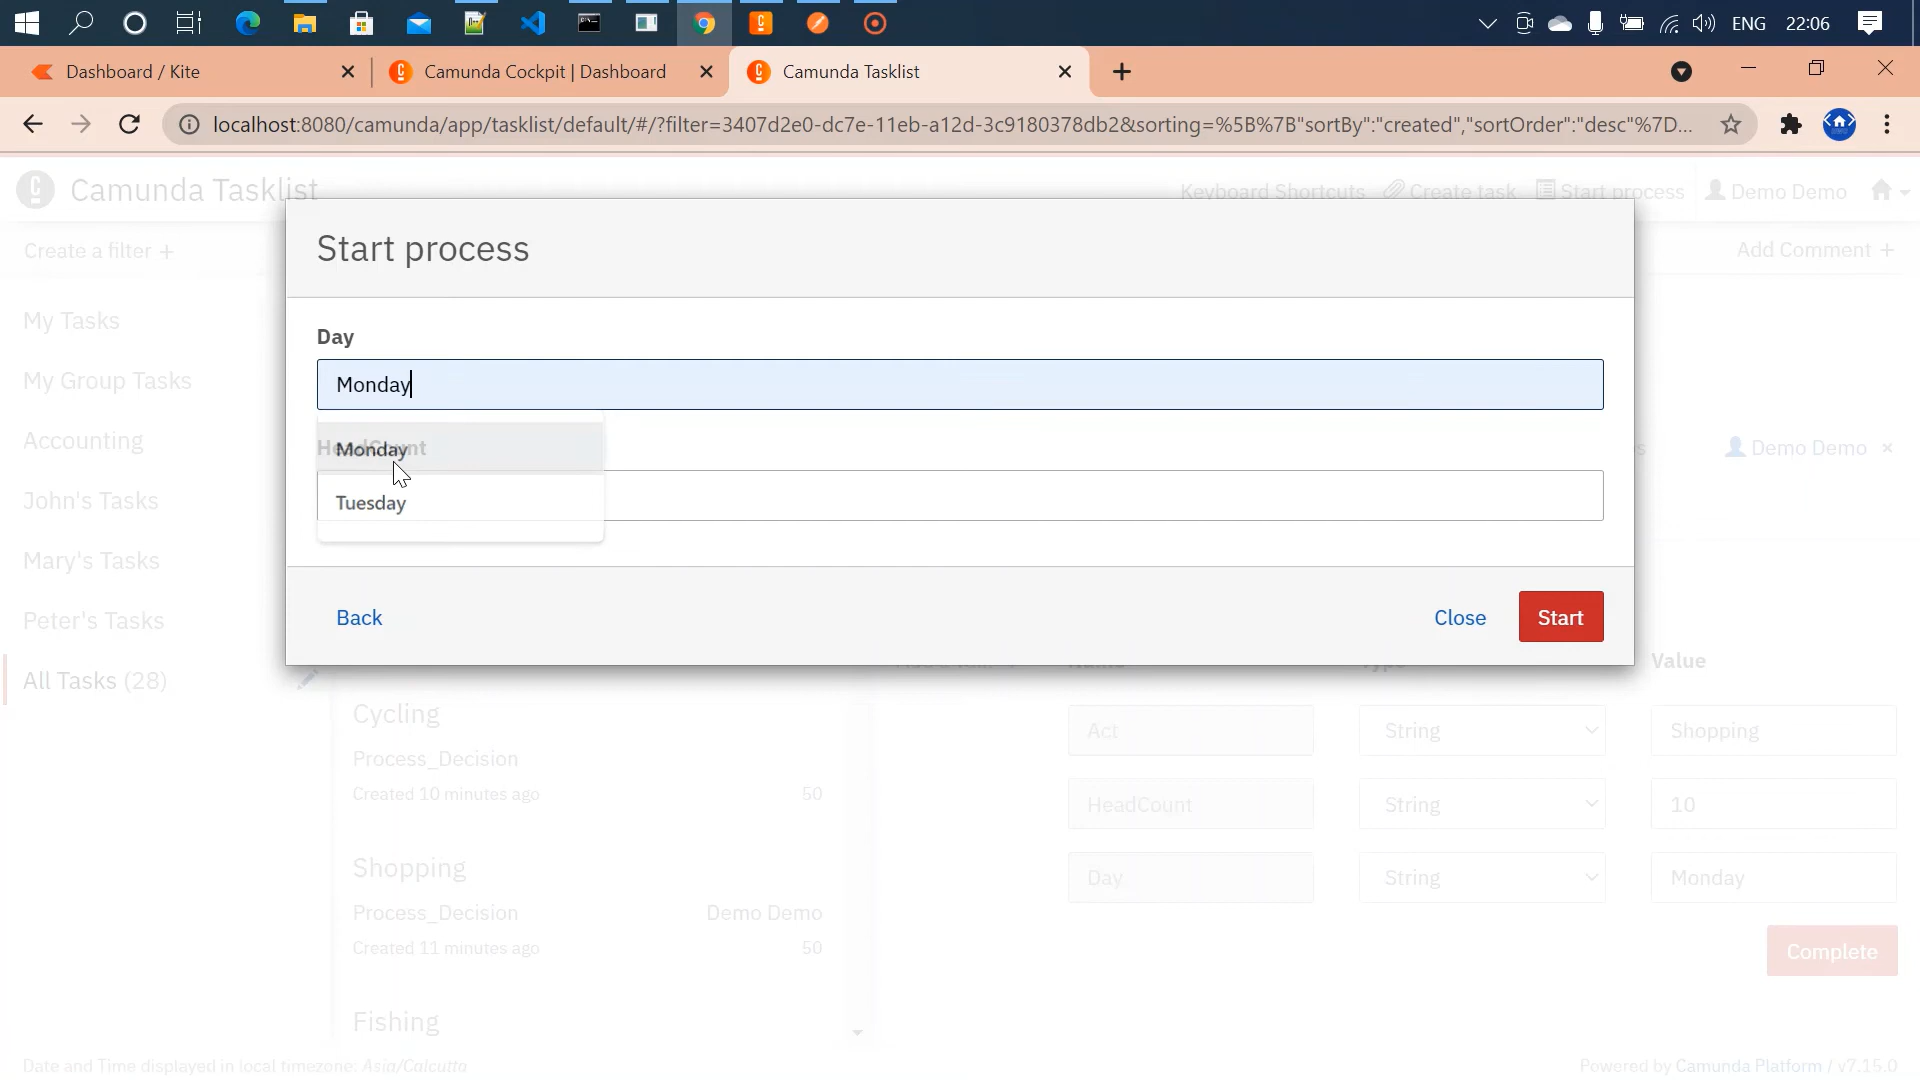 ENG 22:06
Dashboard / Kite
Camunda Cockpit | Dashboard
Camunda Tasklist
localhost:8080/camunda/app/tasklist/default/#/?filter=3407d2e0-dc7e-11eb-a12d-3c9180378db2&sorting=%5B%7B"sortBy":"created","sortOrder":"desc"%7D...
Camunda Tasklist
Keyboard Shortcuts Create task Start process Demo Demo
Create a filter +
Add Comment +
My Tasks
My Group Tasks
Accounting
John's Tasks
Mary's Tasks
Peter's Tasks
All Tasks (28)
Start process
Day
Monday
HeadCount
Monday
Tuesday
Back
Close
Start
Demo Demo ×
Name Type Value
Cycling
Process_Decision
Created 10 minutes ago 50
Shopping
Process_Decision Demo Demo
Created 11 minutes ago 50
Fishing
Act String Shopping
HeadCount String 10
Day String Monday
Complete
Date and Time displayed in local timezone: Asia/Calcutta
Powered by Camunda Platform / v7.15.0